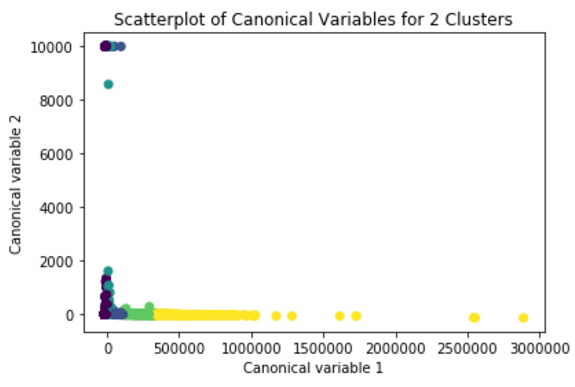 Scatterplot of Canonical Variables for 2 Clusters
10000
8000
6000
4000
2000
0
Canonical variable 2
0 500000 1000000 1500000 2000000 2500000 3000000
Canonical variable 1